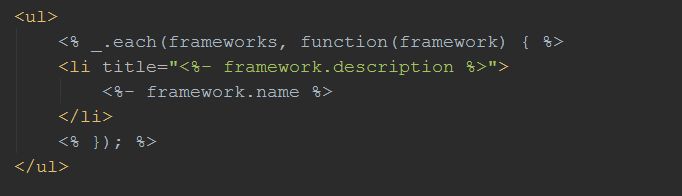 <ul>
    <% _.each(frameworks, function(framework) { %>
    <li title="<%- framework.description %>">
        <%- framework.name %>
    </li>
    <% }); %>
</ul>